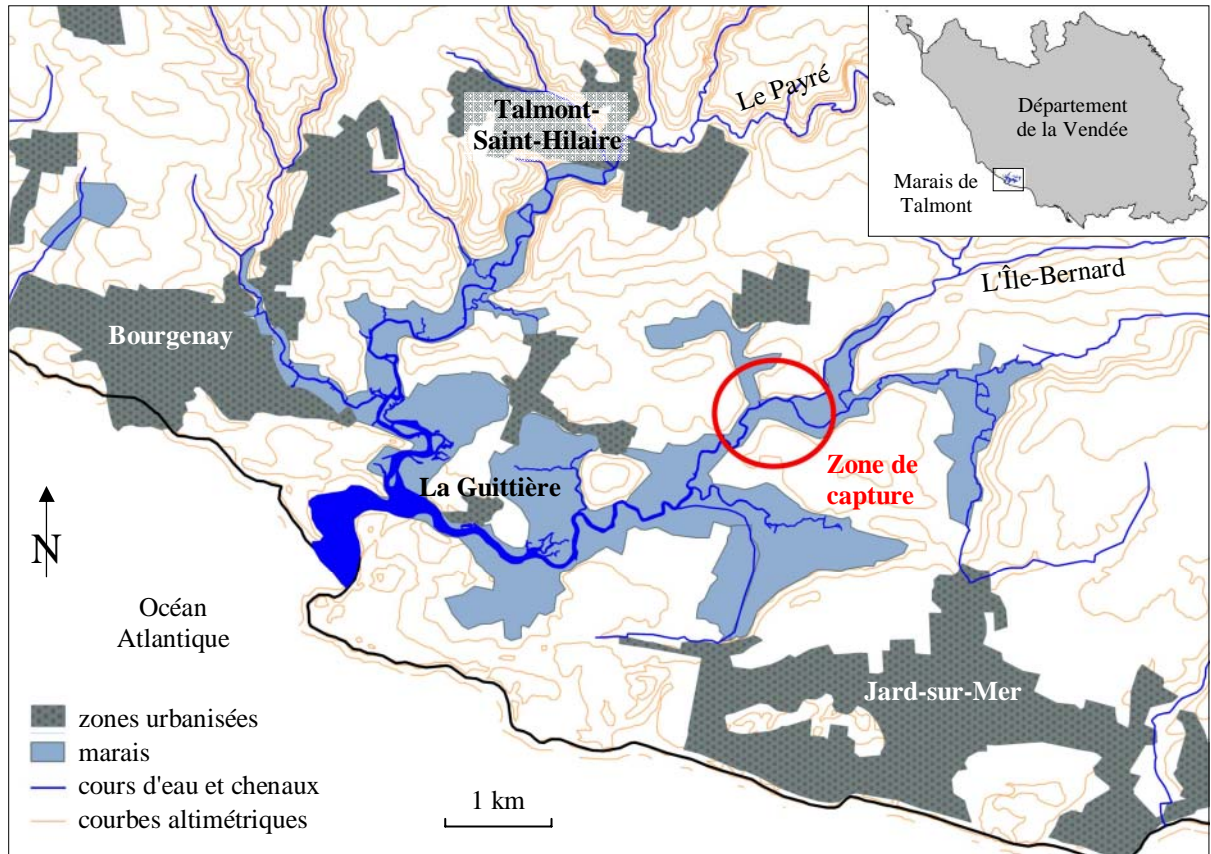 Talmont-
Saint-Hilaire
Le Payré
Département
de la Vendée
Marais de
Talmont
L'Île-Bernard
Bourgenay
La Guittière
Zone de
capture
N
Océan
Atlantique
Jard-sur-Mer
zones urbanisées
marais
cours d'eau et chenaux
courbes altimétriques
1 km